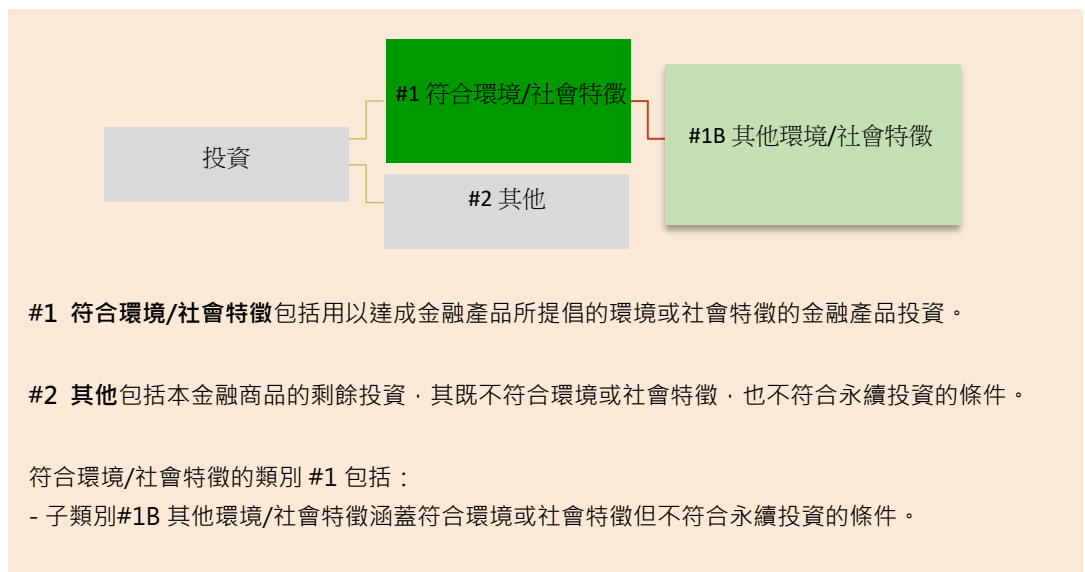 #1 符合環境/社會特徵
#1B 其他環境/社會特徵
投資
#2 其他
#1 符合環境/社會特徵包括用以達成金融產品所提倡的環境或社會特徵的金融產品投資。
#2 其他包括本金融商品的剩餘投資，其既不符合環境或社會特徵，也不符合永續投資的條件。
符合環境/社會特徵的類別 #1 包括：
- 子類別#1B 其他環境/社會特徵涵蓋符合環境或社會特徵但不符合永續投資的條件。